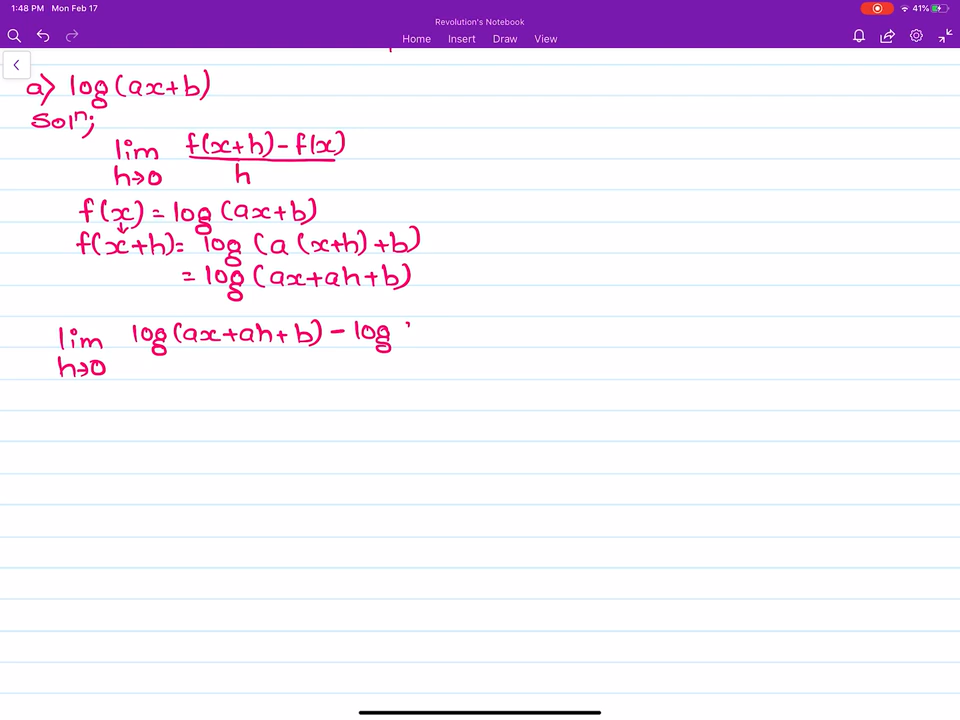 1:48 PM Mon Feb 17
41%
Revolution's Notebook
Home Insert Draw View
a) log(ax+b)
Solⁿ;
lim f(x+h)-f(x)
h→0 h
f(x) = log(ax+b)
f(x+h) = log(a(x+h)+b)
= log(ax+ah+b)
lim log(ax+ah+b) - log
h→0